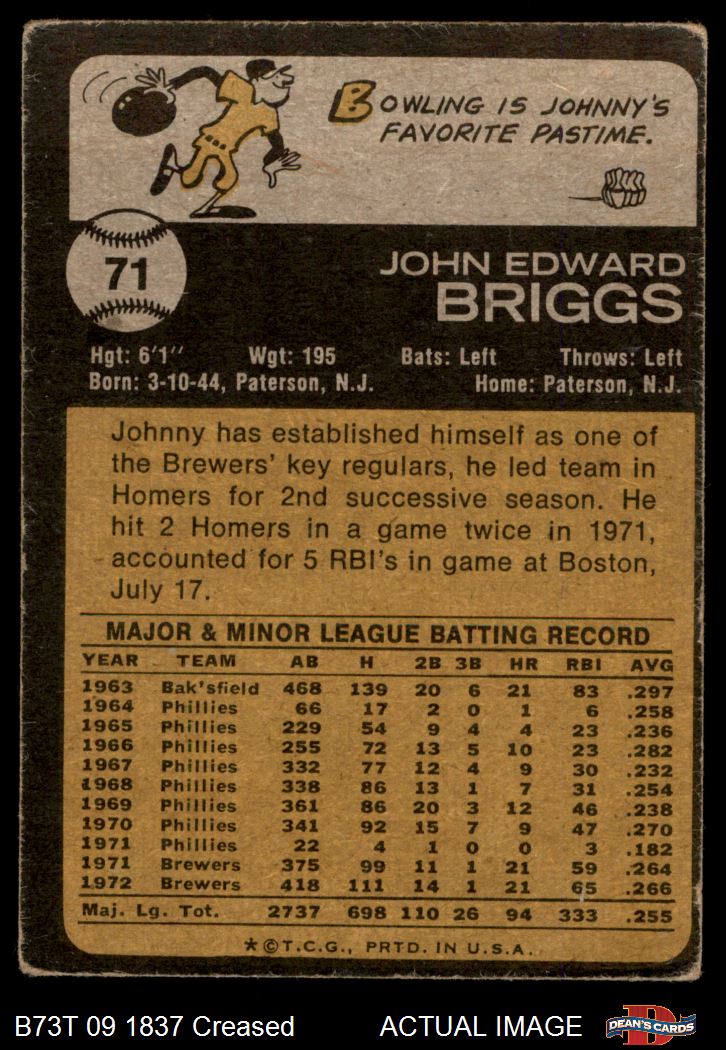 BOWLING IS JOHNNY'S
FAVORITE PASTIME.
71
JOHN EDWARD
BRIGGS
Hgt: 6'1" Wgt: 195 Bats: Left Throws: Left
Born: 3-10-44, Paterson, N.J. Home: Paterson, N.J.
Johnny has established himself as one of
the Brewers' key regulars, he led team in
Homers for 2nd successive season. He
hit 2 Homers in a game twice in 1971,
accounted for 5 RBI's in game at Boston,
July 17.
MAJOR & MINOR LEAGUE BATTING RECORD
YEAR TEAM AB H 2B 3B HR RBI AVG
1963 Bak'sfield 468 139 20 6 21 83 .297
1964 Phillies 66 17 2 0 1 6 .258
1965 Phillies 229 54 9 4 4 23 .236
1966 Phillies 255 72 13 5 10 23 .282
1967 Phillies 332 77 12 4 9 30 .232
1968 Phillies 338 86 13 1 7 31 .254
1969 Phillies 361 86 20 3 12 46 .238
1970 Phillies 341 92 15 7 9 47 .270
1971 Phillies 22 4 1 0 0 3 .182
1971 Brewers 375 99 11 1 21 59 .264
1972 Brewers 418 111 14 1 21 65 .266
Maj. Lg. Tot. 2737 698 110 26 94 333 .255
*©T.C.G., PRTD. IN U.S.A.
B73T 09 1837 Creased ACTUAL IMAGE
D
DEAN'S CARDS